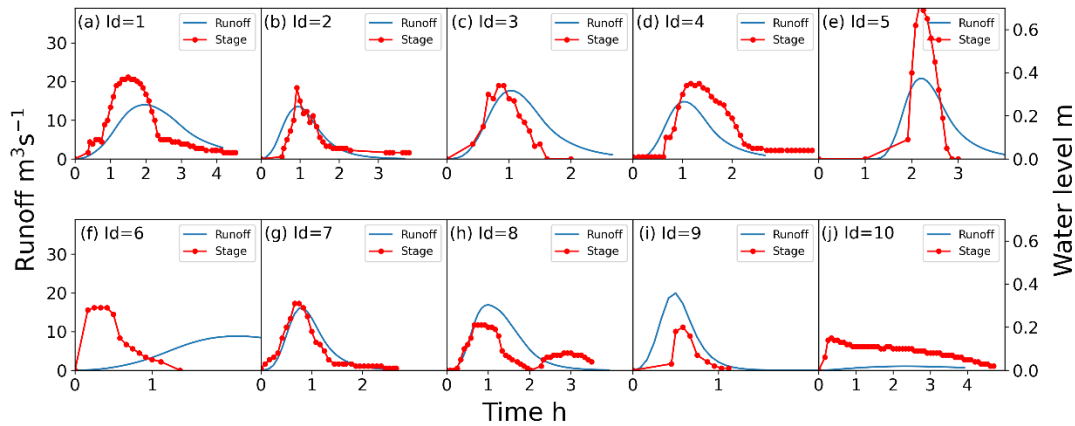 (a) Id=1 Runoff Stage
(b) Id=2 Runoff Stage
(c) Id=3 Runoff Stage
(d) Id=4 Runoff Stage
(e) Id=5 Runoff Stage
30 20 10 0
0.6 0.4 0.2 0.0
0 1 2 3 4
0 1 2 3
0 1 2
0 1 2
0 1 2 3
Runoff m³s⁻¹
Water level m
(f) Id=6 Runoff Stage
(g) Id=7 Runoff Stage
(h) Id=8 Runoff Stage
(i) Id=9 Runoff Stage
(j) Id=10 Runoff Stage
30 20 10 0
0.6 0.4 0.2 0.0
0 1
0 1 2 3
0 1 2 3
0 1
0 1 2 3 4 5
Time h